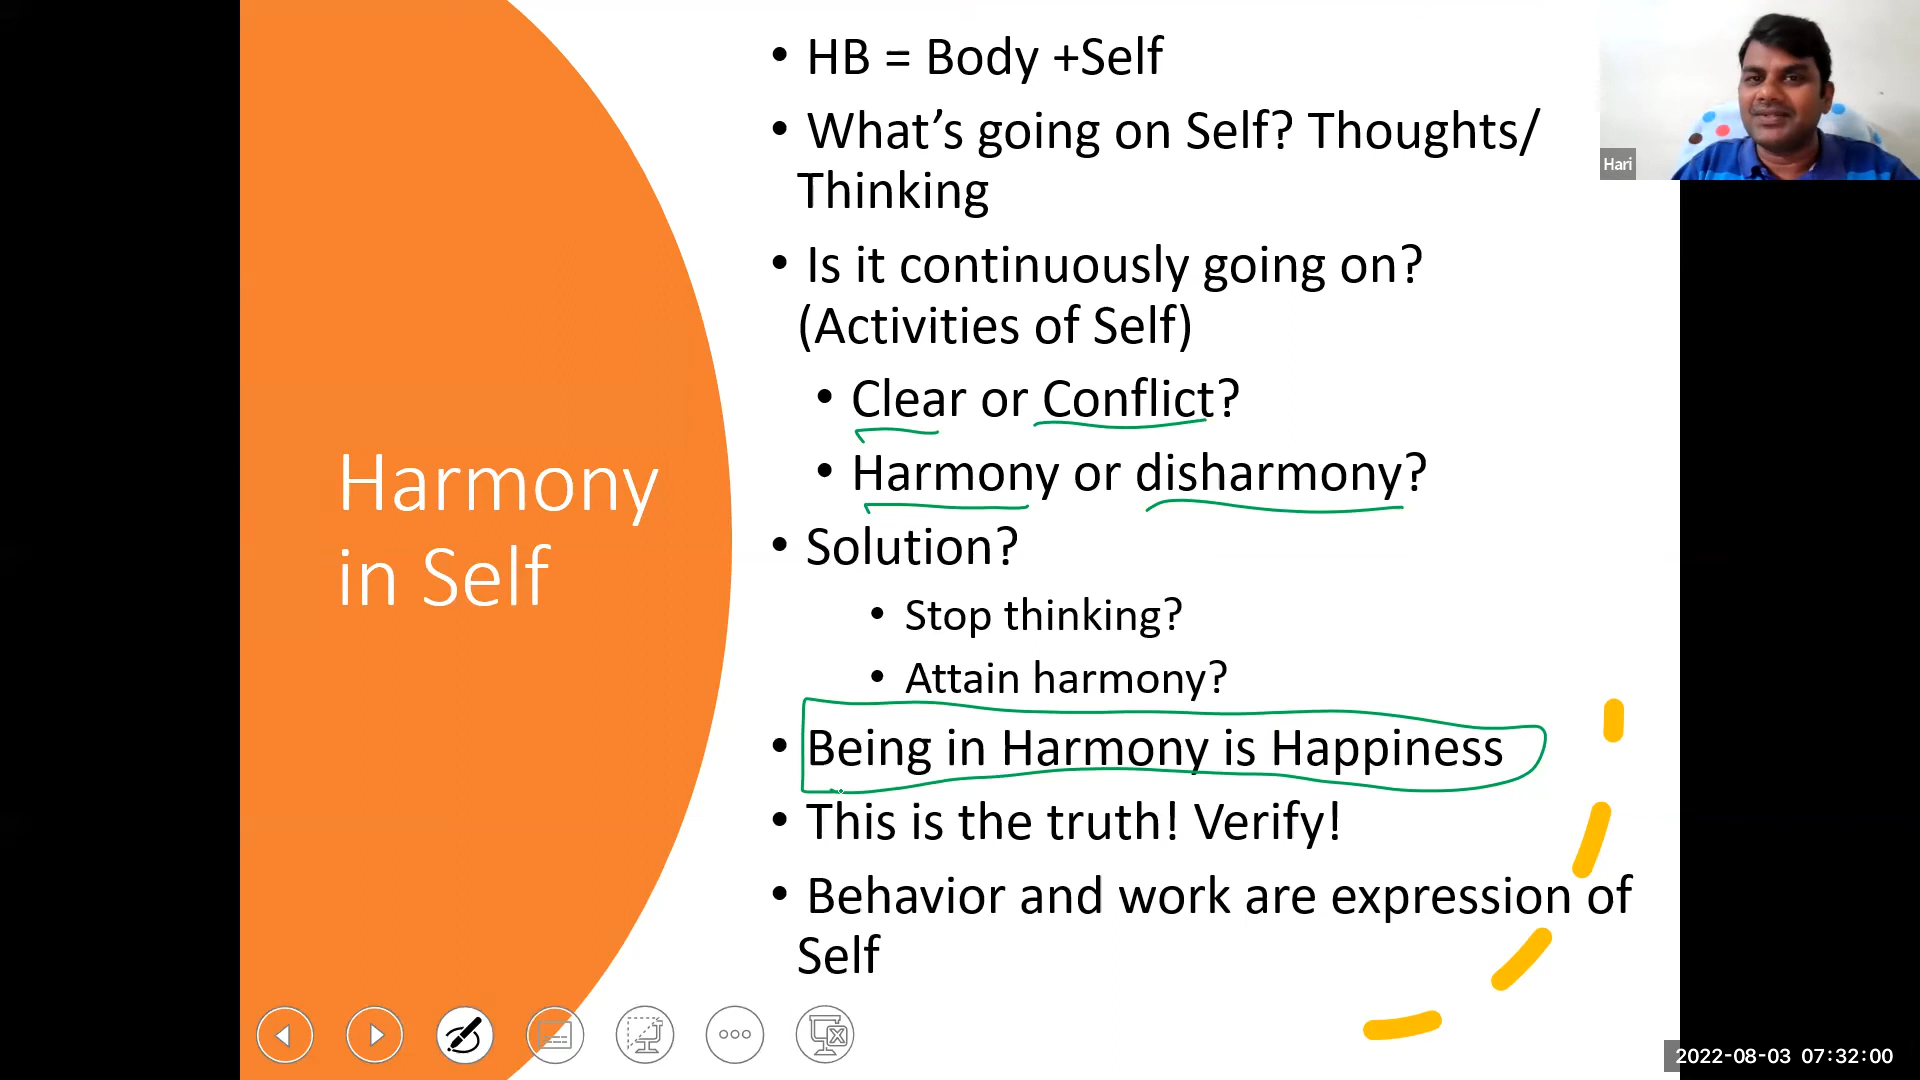 Harmony
in Self
• HB = Body +Self
• What’s going on Self? Thoughts/
Thinking
• Is it continuously going on?
(Activities of Self)
• Clear or Conflict?
• Harmony or disharmony?
• Solution?
• Stop thinking?
• Attain harmony?
• Being in Harmony is Happiness
• This is the truth! Verify!
• Behavior and work are expression of
Self
Hari
2022-08-03 07:32:00